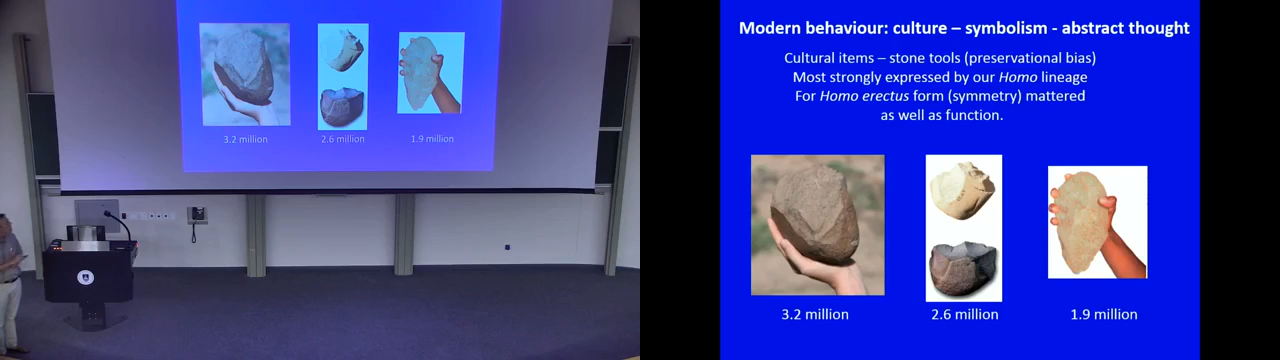 3.2 million
2.6 million
1.9 million
Modern behaviour: culture – symbolism - abstract thought
Cultural items – stone tools (preservational bias)
Most strongly expressed by our Homo lineage
For Homo erectus form (symmetry) mattered
as well as function.
3.2 million
2.6 million
1.9 million